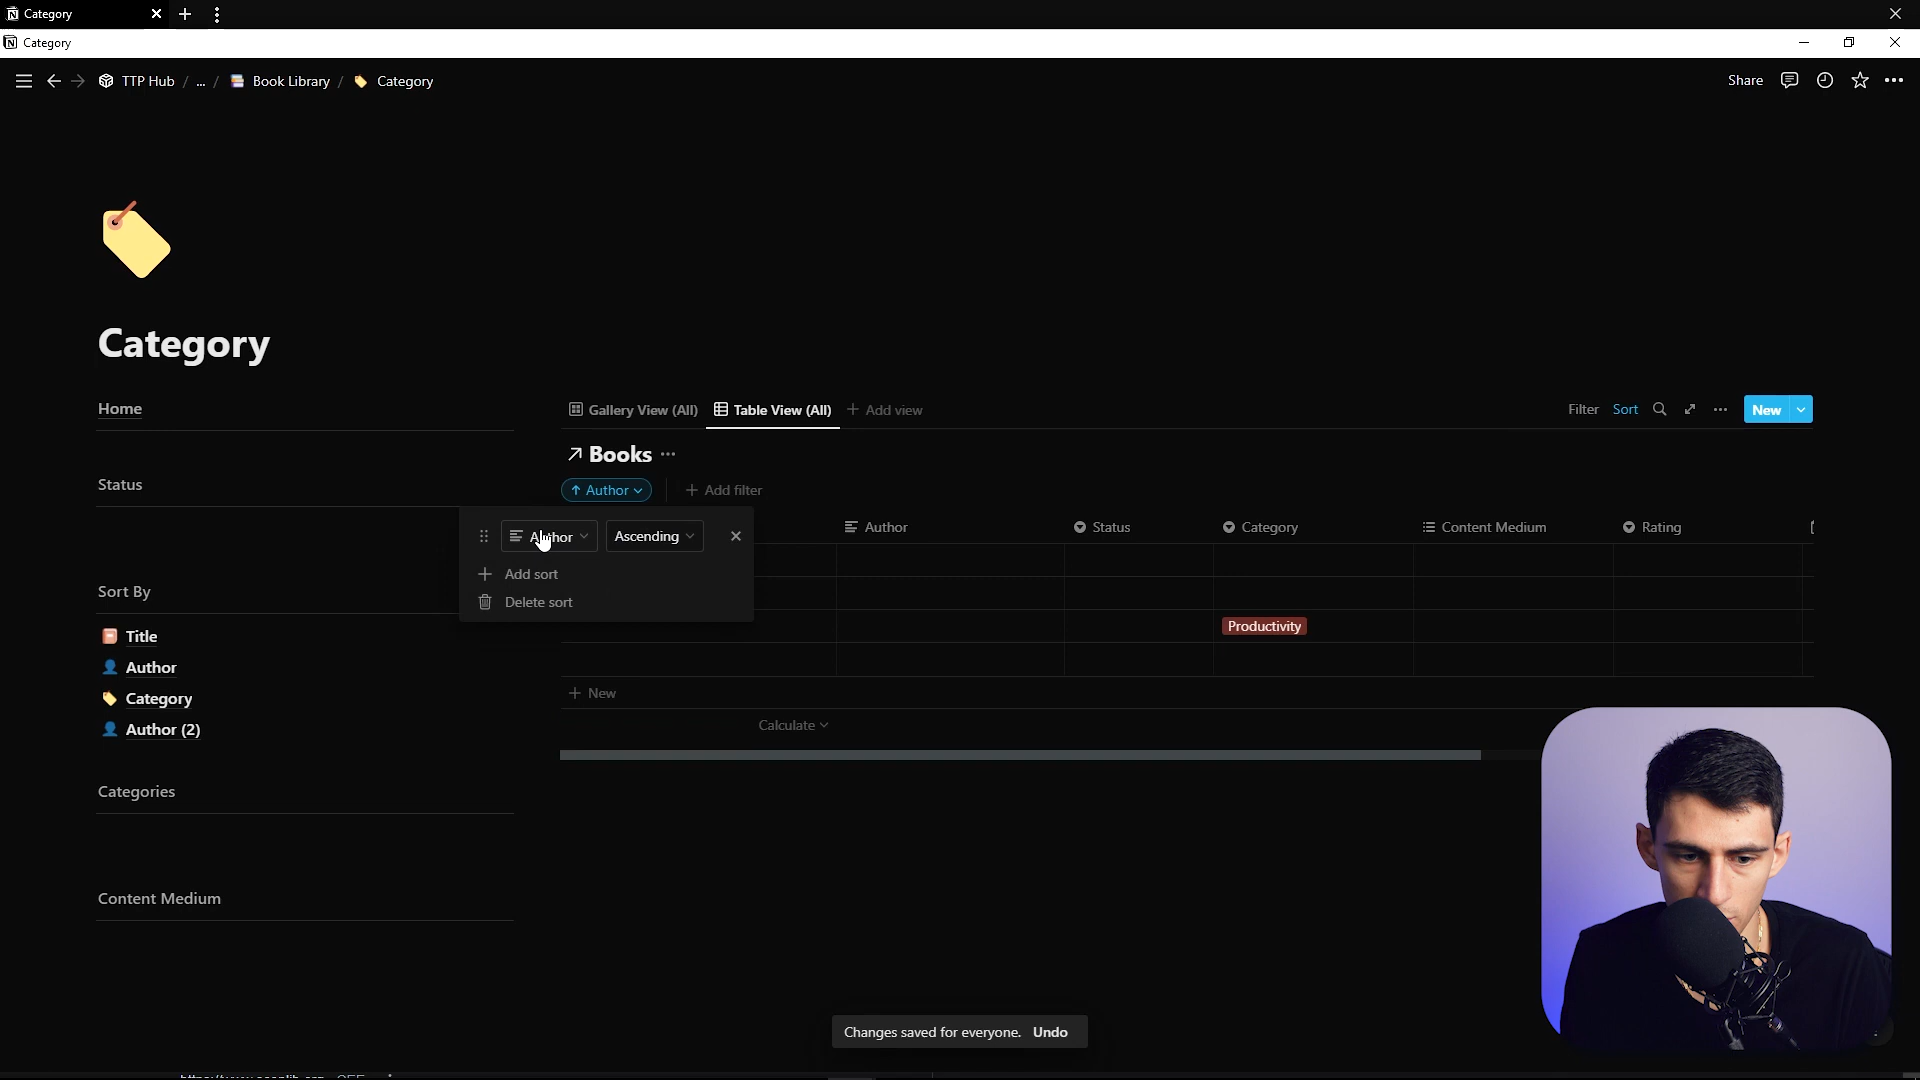 Category
Category
TTP Hub / ... / Book Library / Category
Share
Category
Home
Gallery View (All) Table View (All) + Add view
Filter Sort New
Books ...
Status
Author + Add filter
Author Ascending
Author Status Category Content Medium Rating
+ Add sort
Delete sort
Sort By
Productivity
Title
Author
Category
Author (2)
+ New
Calculate
Categories
Content Medium
Changes saved for everyone. Undo